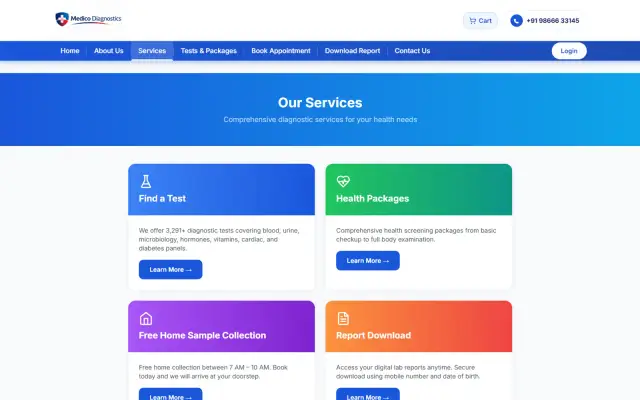 Medico Diagnostics
Cart
+91 98666 33145
Home
About Us
Services
Tests & Packages
Book Appointment
Download Report
Contact Us
Login
Our Services
Comprehensive diagnostic services for your health needs
Find a Test
We offer 3,291+ diagnostic tests covering blood, urine,
microbiology, hormones, vitamins, cardiac, and
diabetes panels.
Learn More →
Health Packages
Comprehensive health screening packages from basic
checkup to full body examination.
Learn More →
Free Home Sample Collection
Free home collection between 7 AM – 10 AM. Book
today and we will arrive at your doorstep.
Learn More →
Report Download
Access your digital lab reports anytime. Secure
download using mobile number and date of birth.
Learn More →